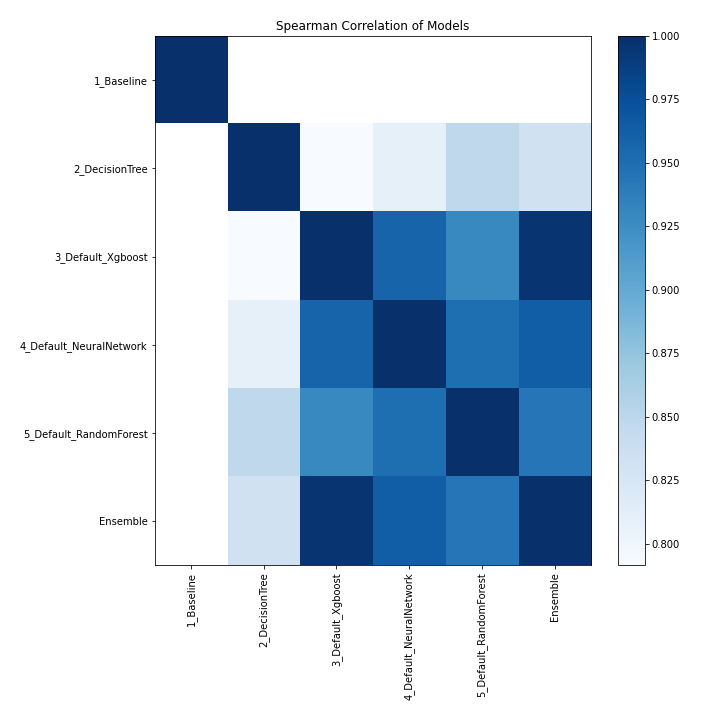 Spearman Correlation of Models
1_Baseline
2_DecisionTree
3_Default_Xgboost
4_Default_NeuralNetwork
5_Default_RandomForest
Ensemble
1_Baseline
2_DecisionTree
3_Default_Xgboost
4_Default_NeuralNetwork
5_Default_RandomForest
Ensemble
1.000
0.975
0.950
0.925
0.900
0.875
0.850
0.825
0.800